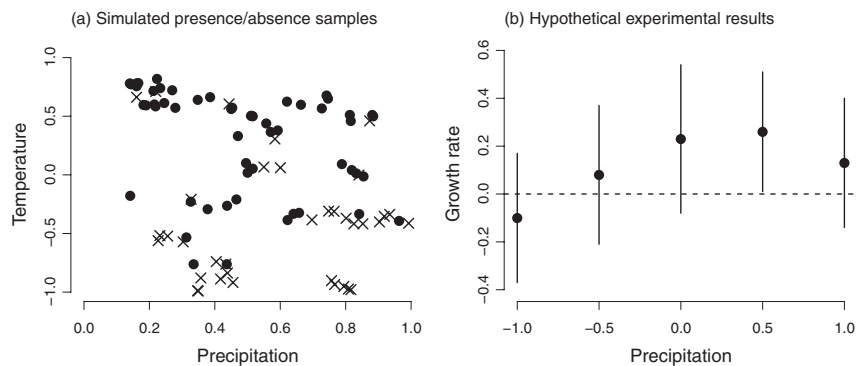 (a) Simulated presence/absence samples
Temperature
1.0
0.5
0.0
−0.5
−1.0
0.0 0.2 0.4 0.6 0.8 1.0
Precipitation
(b) Hypothetical experimental results
Growth rate
0.6
0.4
0.2
0.0
−0.2
−0.4
−1.0 −0.5 0.0 0.5 1.0
Precipitation